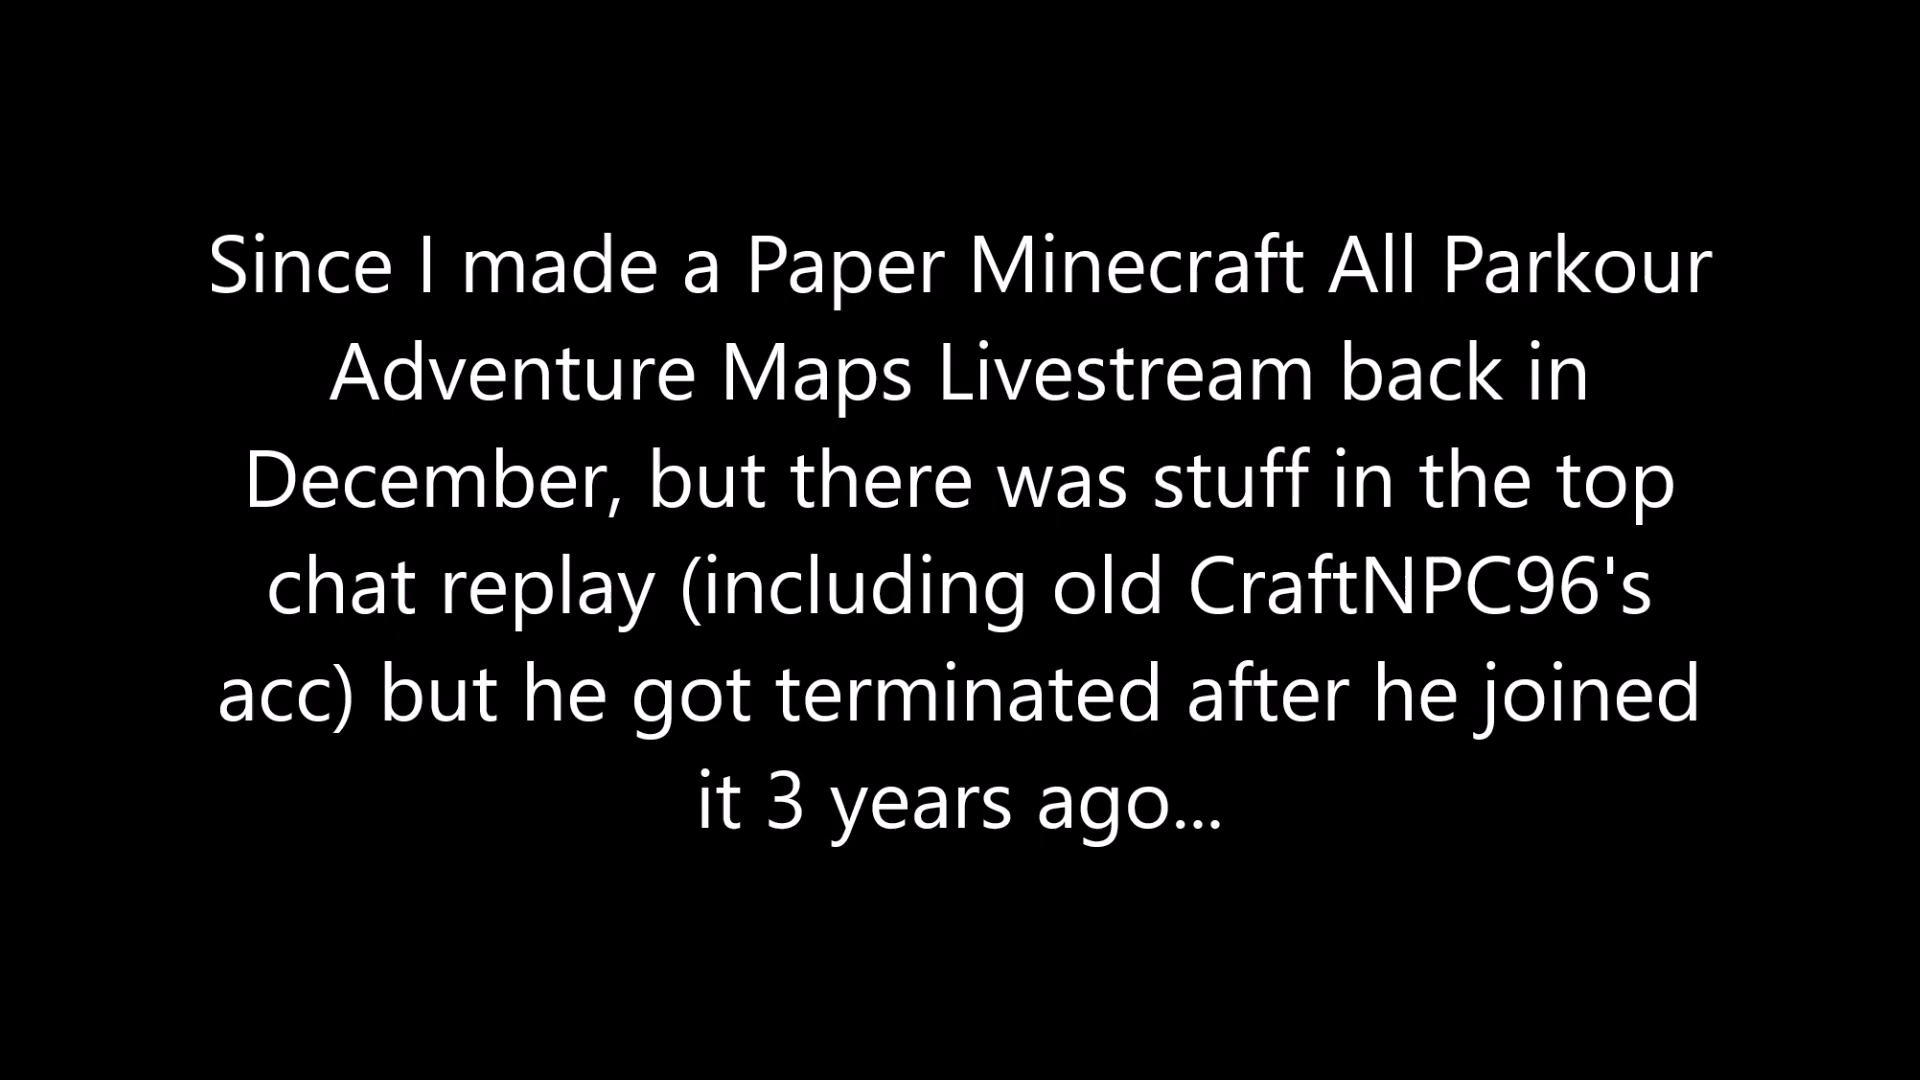 Since I made a Paper Minecraft All Parkour
Adventure Maps Livestream back in
December, but there was stuff in the top
chat replay (including old CraftNPC96's
acc) but he got terminated after he joined
it 3 years ago...